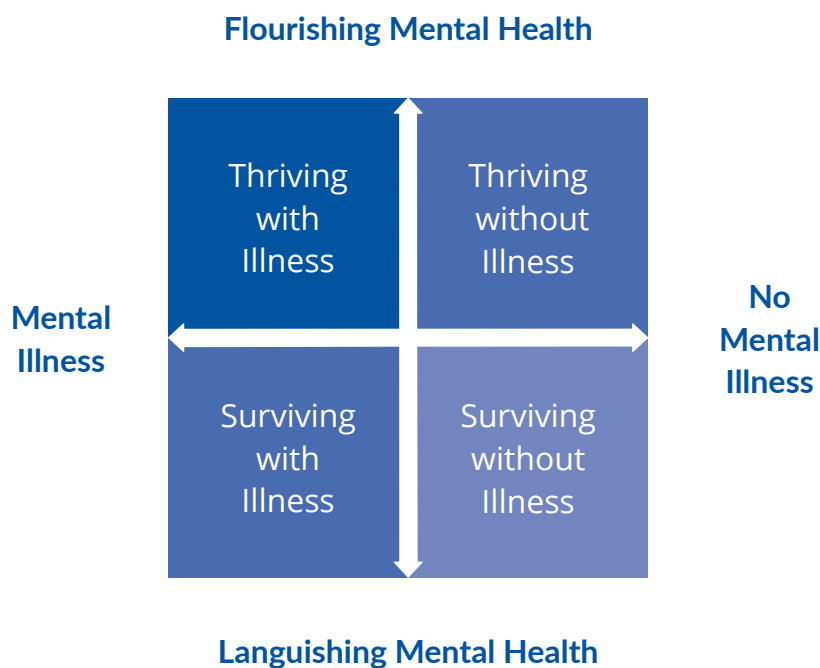 Flourishing Mental Health
Thriving
with
Illness
Thriving
without
Illness
Mental
Illness
No
Mental
Illness
Surviving
with
Illness
Surviving
without
Illness
Languishing Mental Health